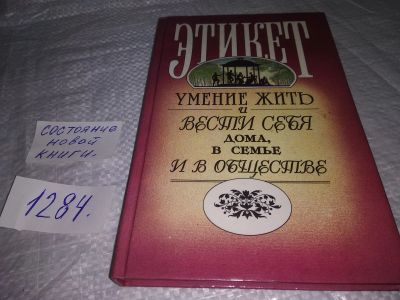 ЭТИКЕТ
УМЕНИЕ ЖИТЬ
И
ВЕСТИ СЕБЯ
ДОМА,
В СЕМЬЕ
И В ОБЩЕСТВЕ
состояние
новой
книги.
1284.